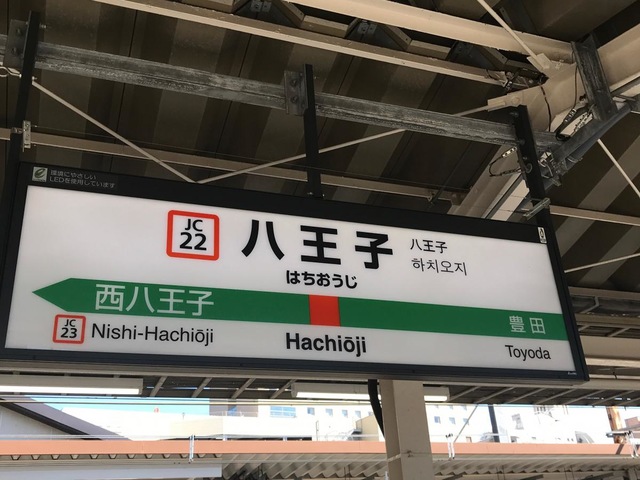 環境にやさしい
LEDを使用しています
JC
22
八王子
はちおうじ
八王子
하치오지
西八王子
豊田
JC
23
Nishi-Hachiōji
Hachiōji
Toyoda